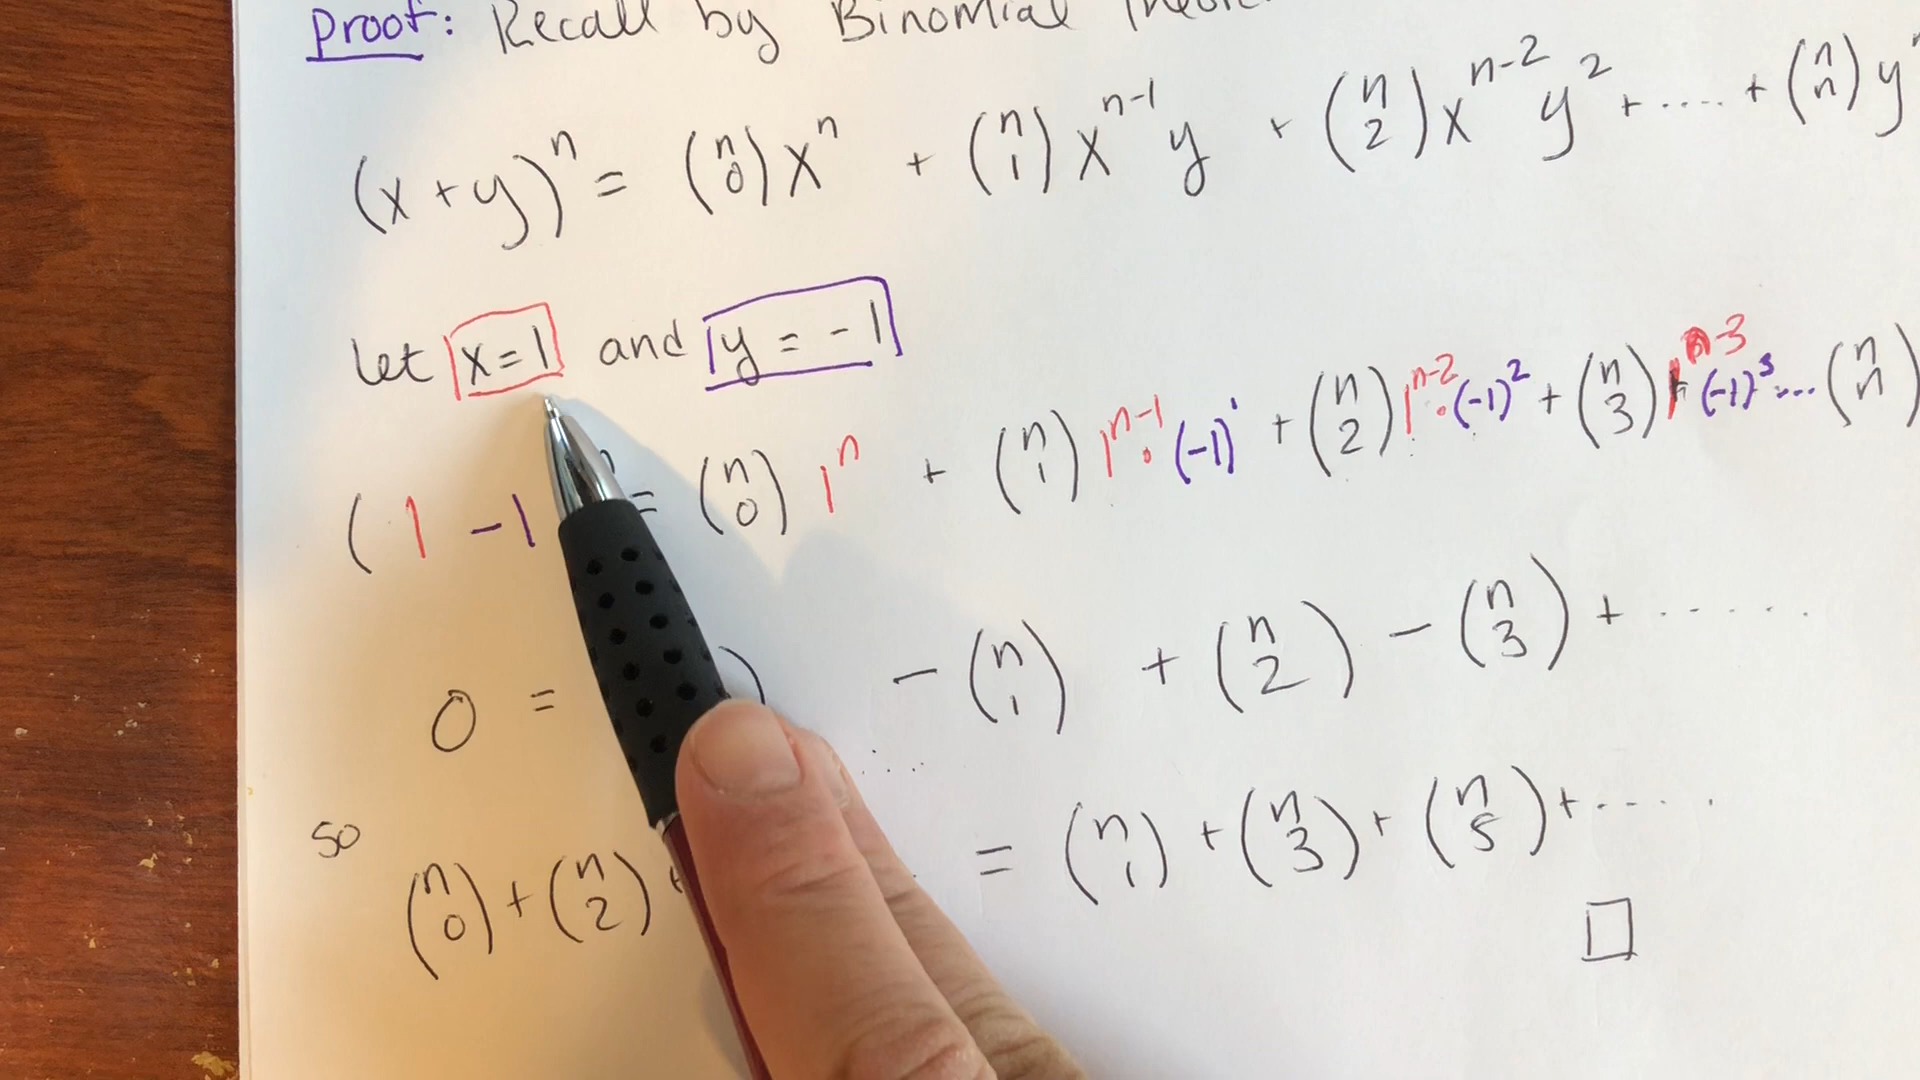 Proof: Recall by Binomial
(x+y)^n = (n 0) x^n + (n 1) x^{n-1} y + (n 2) x^{n-2} y^2 + .... + (n n) y
let x=1 and y = -1
(1 -1 = (n 0) 1^n + (n 1) 1^{n-1} · (-1)^1 + (n 2) 1^{n-2} · (-1)^2 + (n 3) 1^{n-3} (-1)^3 .... (n n)
0 = - (n 1) + (n 2) - (n 3) + ......
so
(n 0) + (n 2) = (n 1) + (n 3) + (n 5) + .....